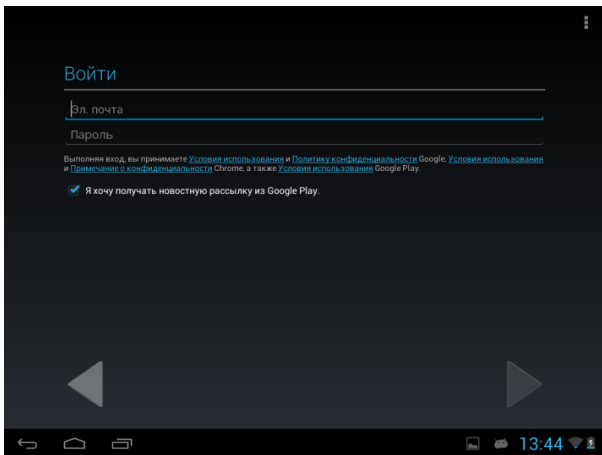 Войти
Эл. почта
Пароль
Выполняя вход, вы принимаете Условия использования и Политику конфиденциальности Google, Условия использования
и Примечание о конфиденциальности Chrome, а также Условия использования Google Play.
Я хочу получать новостную рассылку из Google Play.
13:44